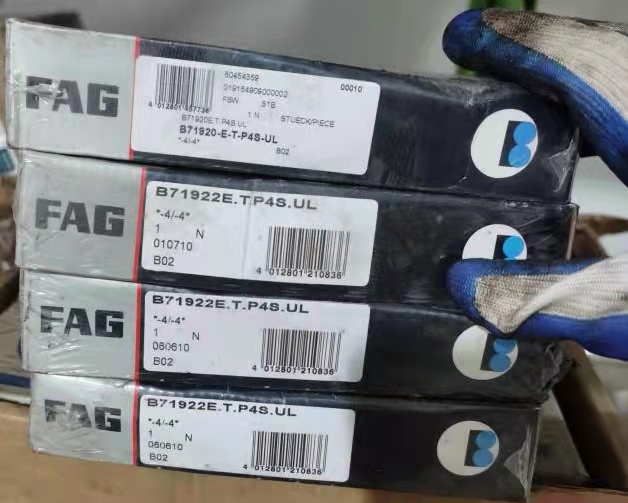 FAG
60454359
00010
019154909000002
FSW 51B
4 012801 557736
1 N STUECK/PIECE
B71920E.T.P4S.UL
B71920-E-T-P4S-UL
*-4/-4*
B02
FAG
B71922E.T.P4S.UL
*-4/-4*
1 N
010710
B02
4 012801 210836
FAG
B71922E.T.P4S.UL
*-4/-4*
1 N
060610
B02
4 012801 210836
FAG
B71922E.T.P4S.UL
*-4/-4*
1 N
060610
B02
4 012801 210836